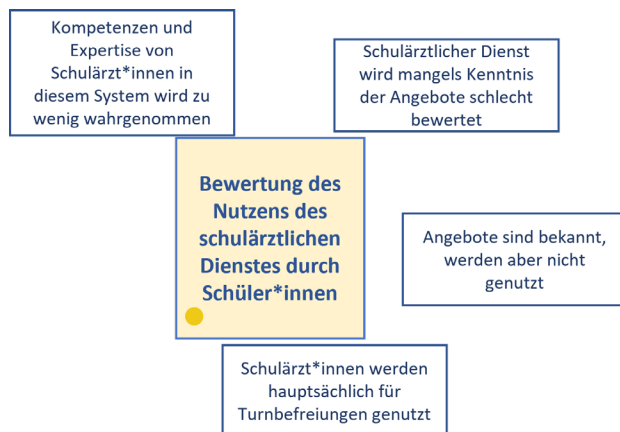 Kompetenzen und
Expertise von
Schulärzt*innen in
diesem System wird zu
wenig wahrgenommen
Schulärztlicher Dienst
wird mangels Kenntnis
der Angebote schlecht
bewertet
Bewertung des
Nutzens des
schulärztlichen
Dienstes durch
Schüler*innen
Angebote sind bekannt,
werden aber nicht
genutzt
Schulärzt*innen werden
hauptsächlich für
Turnbefreiungen genutzt